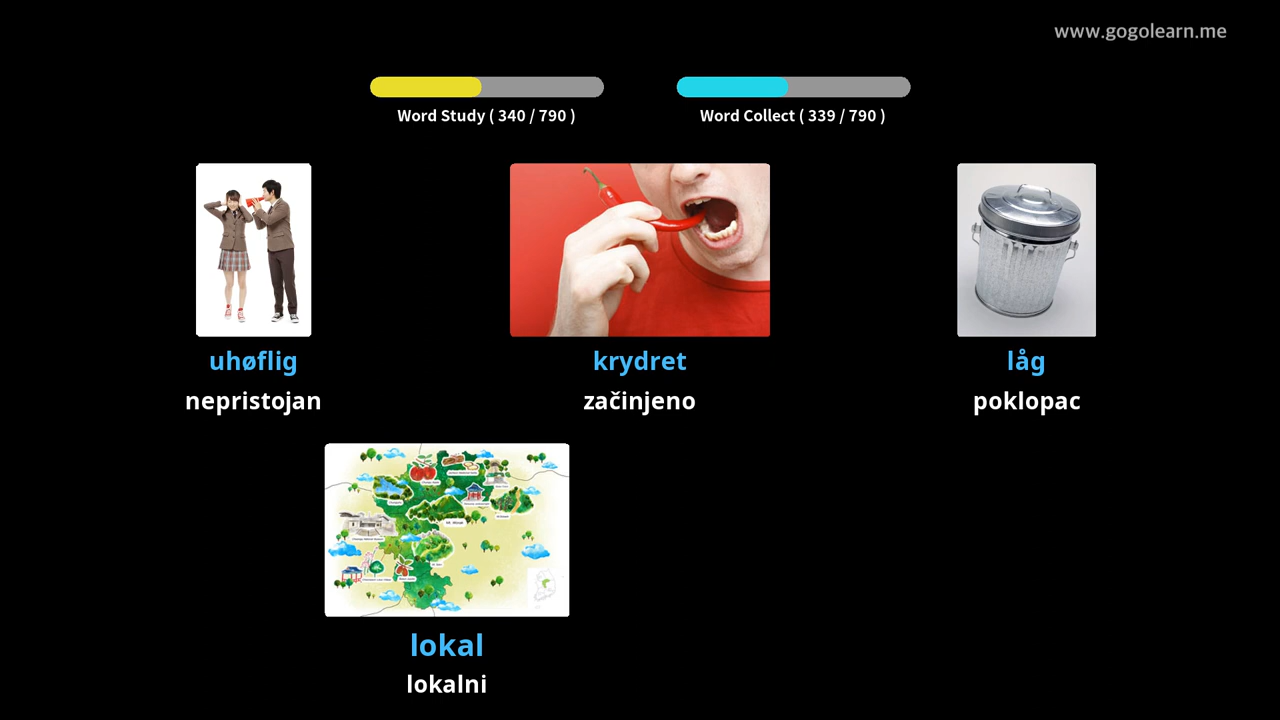 www.gogolearn.me
Word Study ( 340 / 790 )
Word Collect ( 339 / 790 )
uhøflig
krydret
låg
nepristojan
začinjeno
poklopac
lokal
lokalni